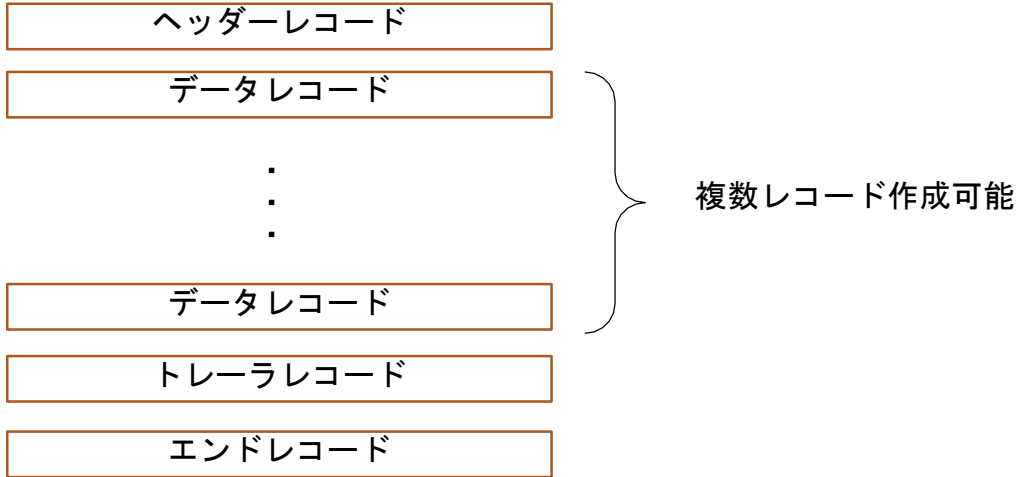 ヘッダーレコード
データレコード
・
・
・
複数レコード作成可能
データレコード
トレーラレコード
エンドレコード